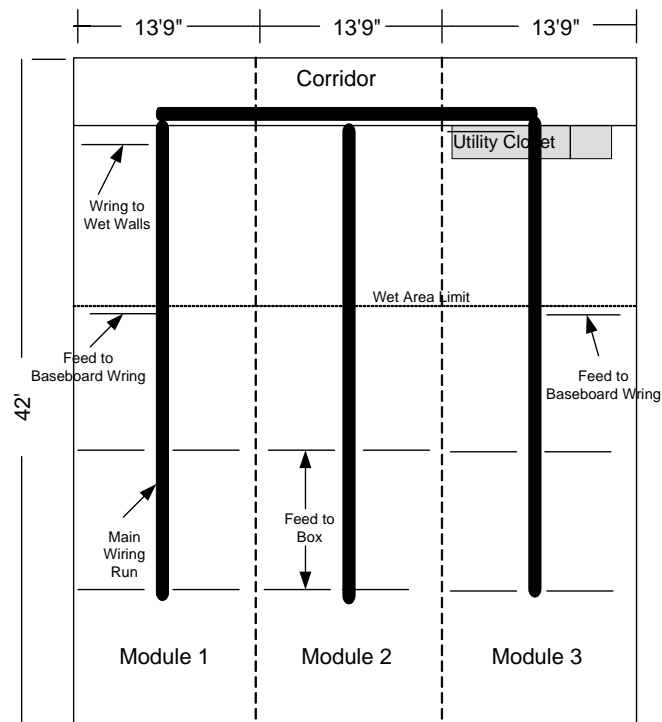 13'9"
13'9"
13'9"
Corridor
Utility Closet
Wring to
Wet Walls
Wet Area Limit
Feed to
Baseboard Wring
Feed to
Baseboard Wring
42'
Main
Wiring
Run
Feed to
Box
Module 1
Module 2
Module 3